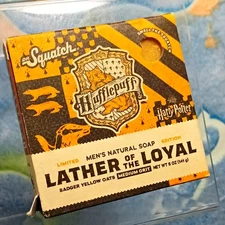 Dr. Squatch
Hufflepuff
Harry Potter
LIMITED
EDITION
MEN'S NATURAL SOAP
LATHER OF THE LOYAL
BADGER YELLOW OATS MEDIUM GRIT NET WT 5 OZ (141 g)